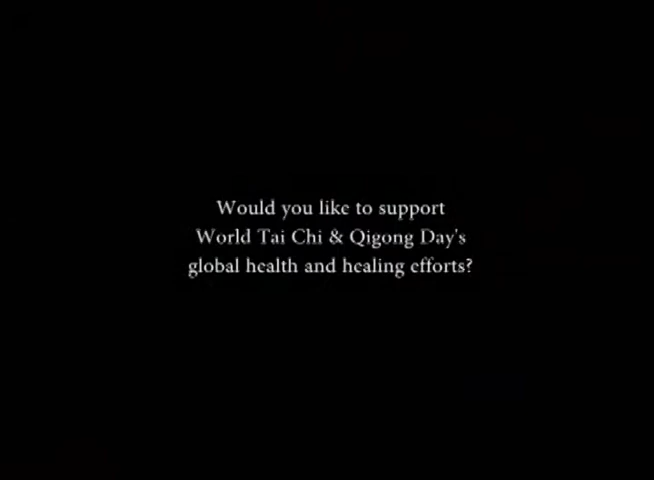 Would you like to support
World Tai Chi & Qigong Day's
global health and healing efforts?